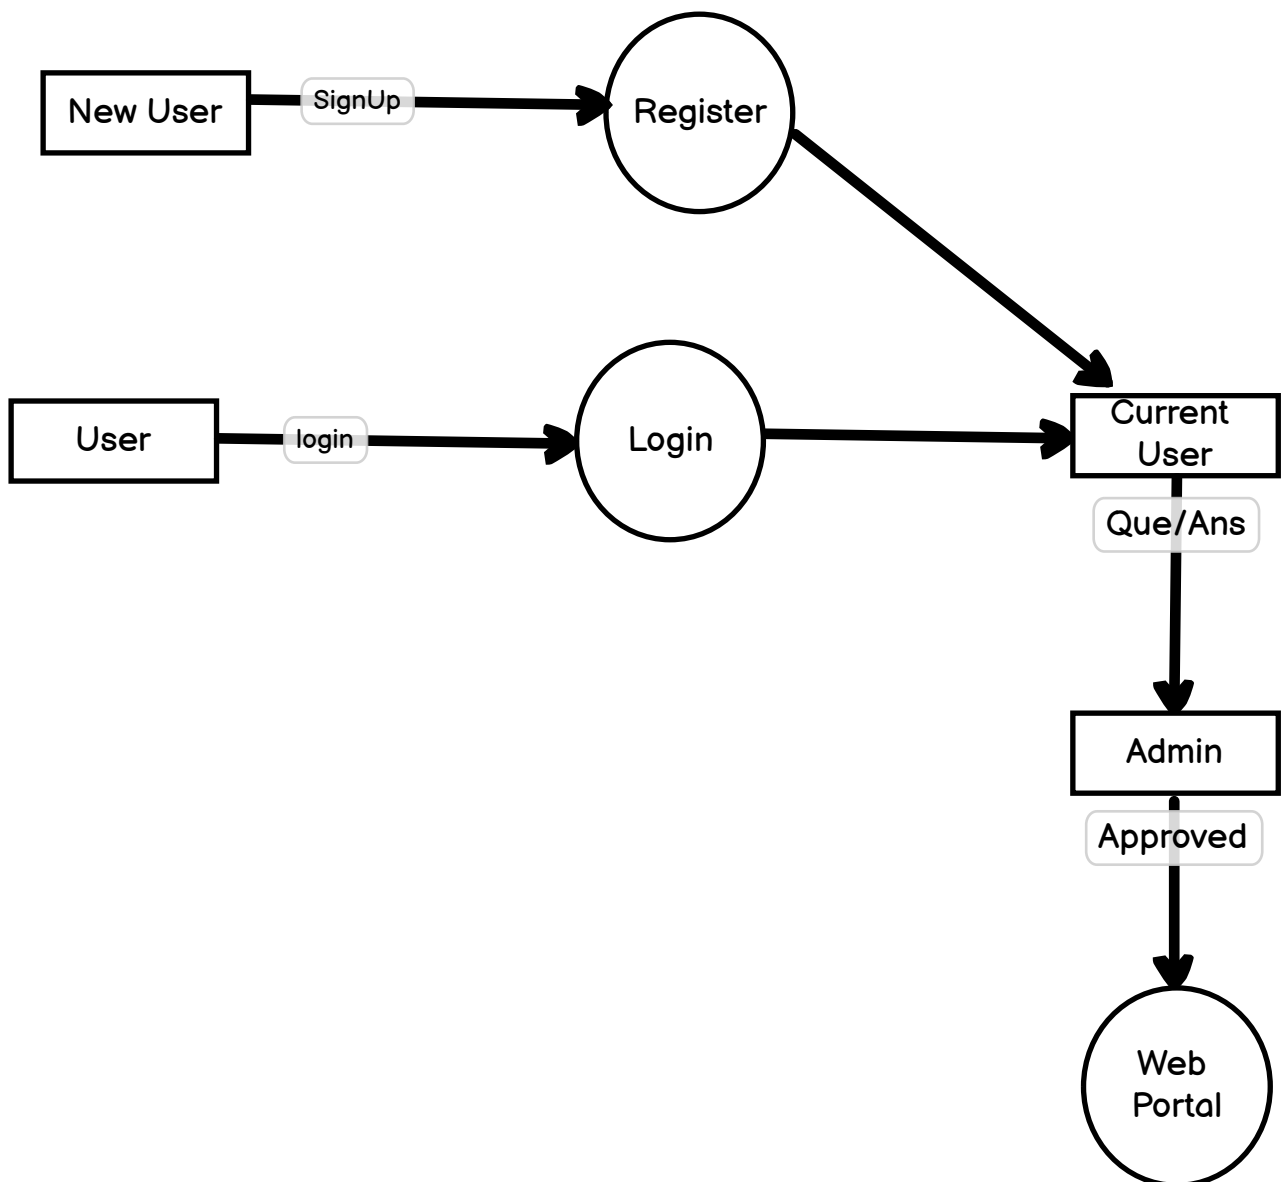 New User
SignUp
Register
User
login
Login
Current
User
Que/Ans
Admin
Approved
Web
Portal